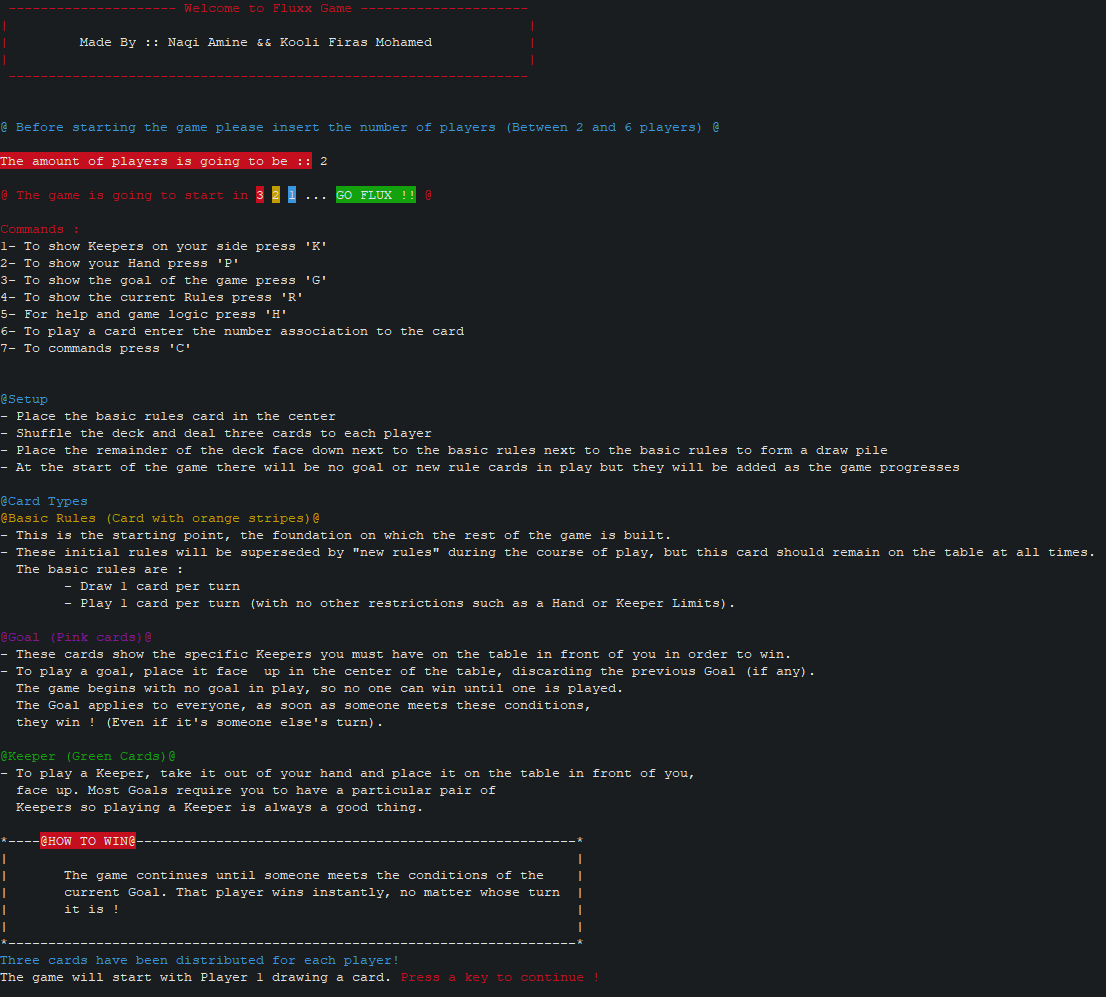 --------------------- Welcome to Fluxx Game ---------------------
|                                                                 |
|         Made By :: Naqi Amine && Kooli Firas Mohamed            |
|                                                                 |
-----------------------------------------------------------------
@ Before starting the game please insert the number of players (Between 2 and 6 players) @
The amount of players is going to be :: 2
@ The game is going to start in 3 2 1 ... GO FLUX !! @
Commands :
1- To show Keepers on your side press 'K'
2- To show your Hand press 'P'
3- To show the goal of the game press 'G'
4- To show the current Rules press 'R'
5- For help and game logic press 'H'
6- To play a card enter the number association to the card
7- To commands press 'C'
@Setup
- Place the basic rules card in the center
- Shuffle the deck and deal three cards to each player
- Place the remainder of the deck face down next to the basic rules next to the basic rules to form a draw pile
- At the start of the game there will be no goal or new rule cards in play but they will be added as the game progresses
@Card Types
@Basic Rules (Card with orange stripes)@
- This is the starting point, the foundation on which the rest of the game is built.
- These initial rules will be superseded by "new rules" during the course of play, but this card should remain on the table at all times.
  The basic rules are :
        - Draw 1 card per turn
        - Play 1 card per turn (with no other restrictions such as a Hand or Keeper Limits).
@Goal (Pink cards)@
- These cards show the specific Keepers you must have on the table in front of you in order to win.
- To play a goal, place it face  up in the center of the table, discarding the previous Goal (if any).
  The game begins with no goal in play, so no one can win until one is played.
  The Goal applies to everyone, as soon as someone meets these conditions,
  they win ! (Even if it's someone else's turn).
@Keeper (Green Cards)@
- To play a Keeper, take it out of your hand and place it on the table in front of you,
  face up. Most Goals require you to have a particular pair of
  Keepers so playing a Keeper is always a good thing.
*----@HOW TO WIN@-------------------------------------------------------*
|                                                                       |
|       The game continues until someone meets the conditions of the    |
|       current Goal. That player wins instantly, no matter whose turn  |
|       it is !                                                         |
|                                                                       |
*-----------------------------------------------------------------------*
Three cards have been distributed for each player!
The game will start with Player 1 drawing a card. Press a key to continue !